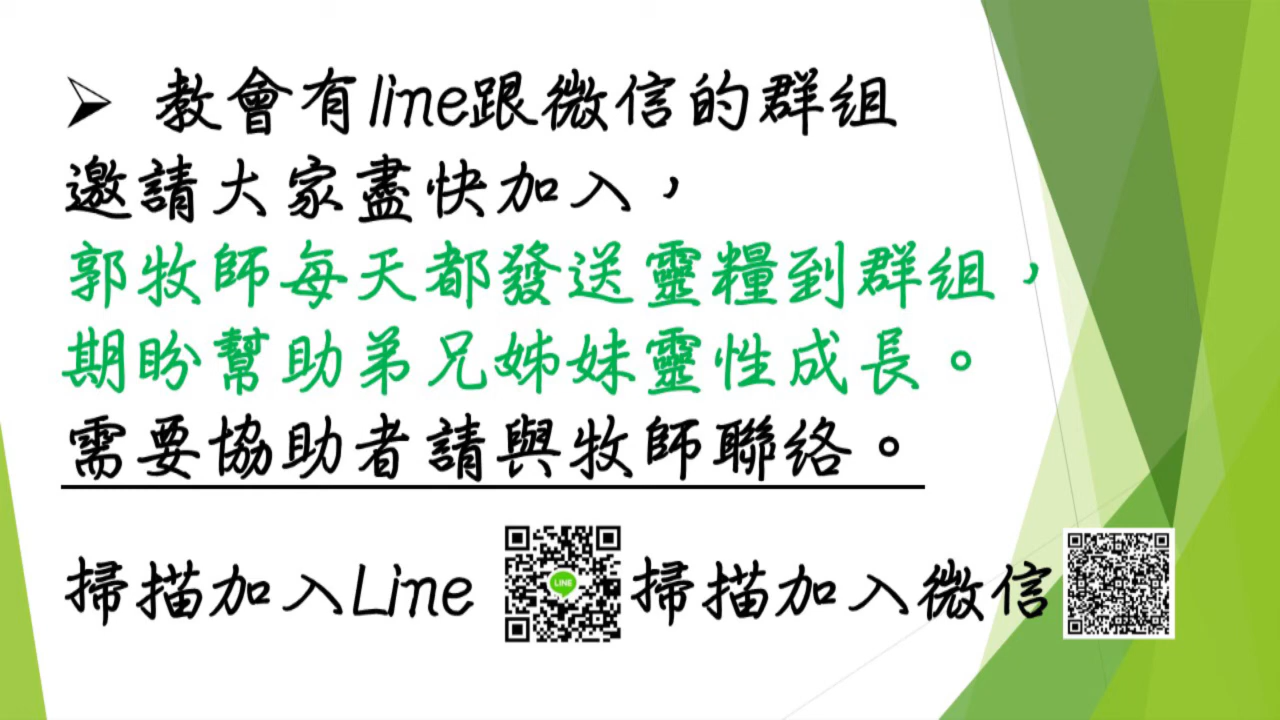 教會有line跟微信的群組
邀請大家盡快加入，
郭牧師每天都發送靈糧到群組，
期盼幫助弟兄姊妹靈性成長。
需要協助者請與牧師聯絡。
掃描加入Line LINE 掃描加入微信